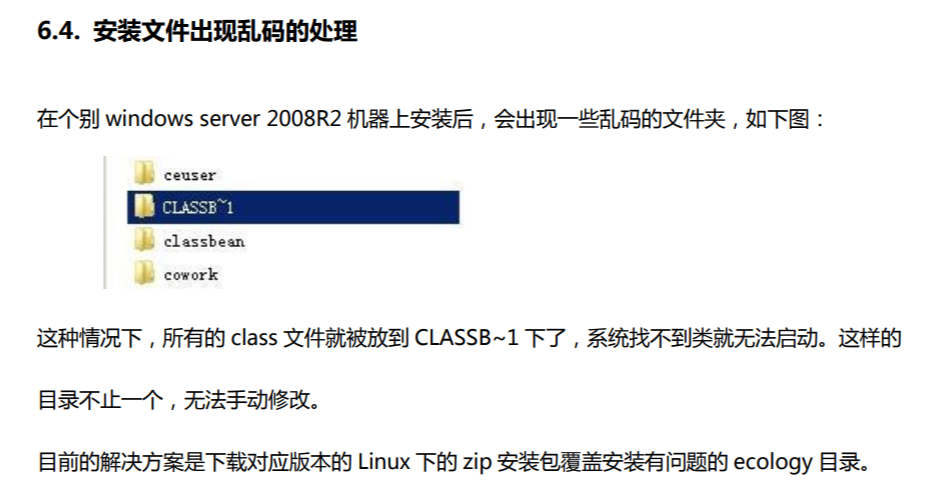 6.4. 安装文件出现乱码的处理
在个别 windows server 2008R2 机器上安装后，会出现一些乱码的文件夹，如下图：
ceuser
CLASSB~1
classbean
cowork
这种情况下，所有的 class 文件就被放到 CLASSB~1 下了，系统找不到类就无法启动。这样的
目录不止一个，无法手动修改。
目前的解决方案是下载对应版本的 Linux 下的 zip 安装包覆盖安装有问题的 ecology 目录。